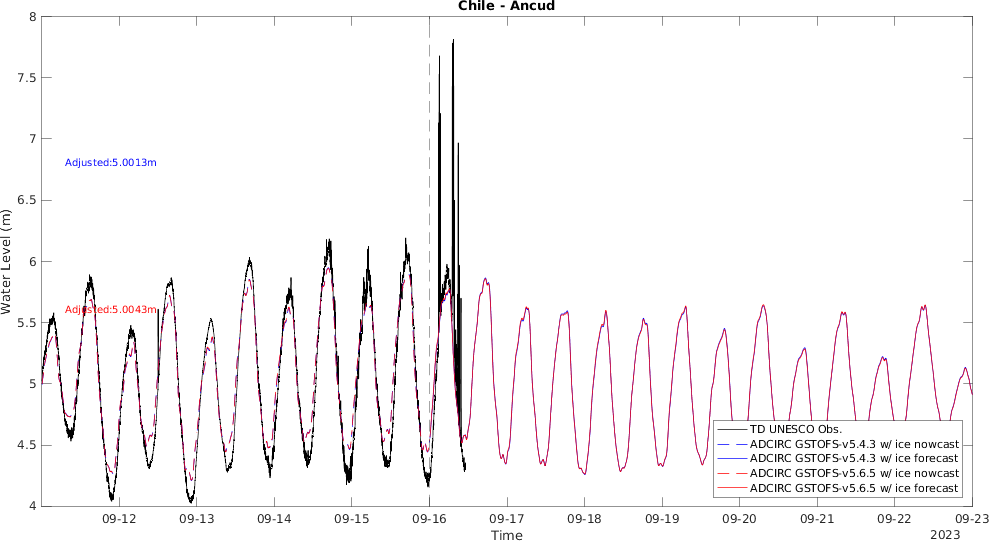 Chile - Ancud
8
7.5
7
6.5
6
5.5
5
4.5
4
Water Level (m)
Adjusted:5.0013m
Adjusted:5.0043m
TD UNESCO Obs.
ADCIRC GSTOFS-v5.4.3 w/ ice nowcast
ADCIRC GSTOFS-v5.4.3 w/ ice forecast
ADCIRC GSTOFS-v5.6.5 w/ ice nowcast
ADCIRC GSTOFS-v5.6.5 w/ ice forecast
09-12 09-13 09-14 09-15 09-16 09-17 09-18 09-19 09-20 09-21 09-22 09-23
Time
2023